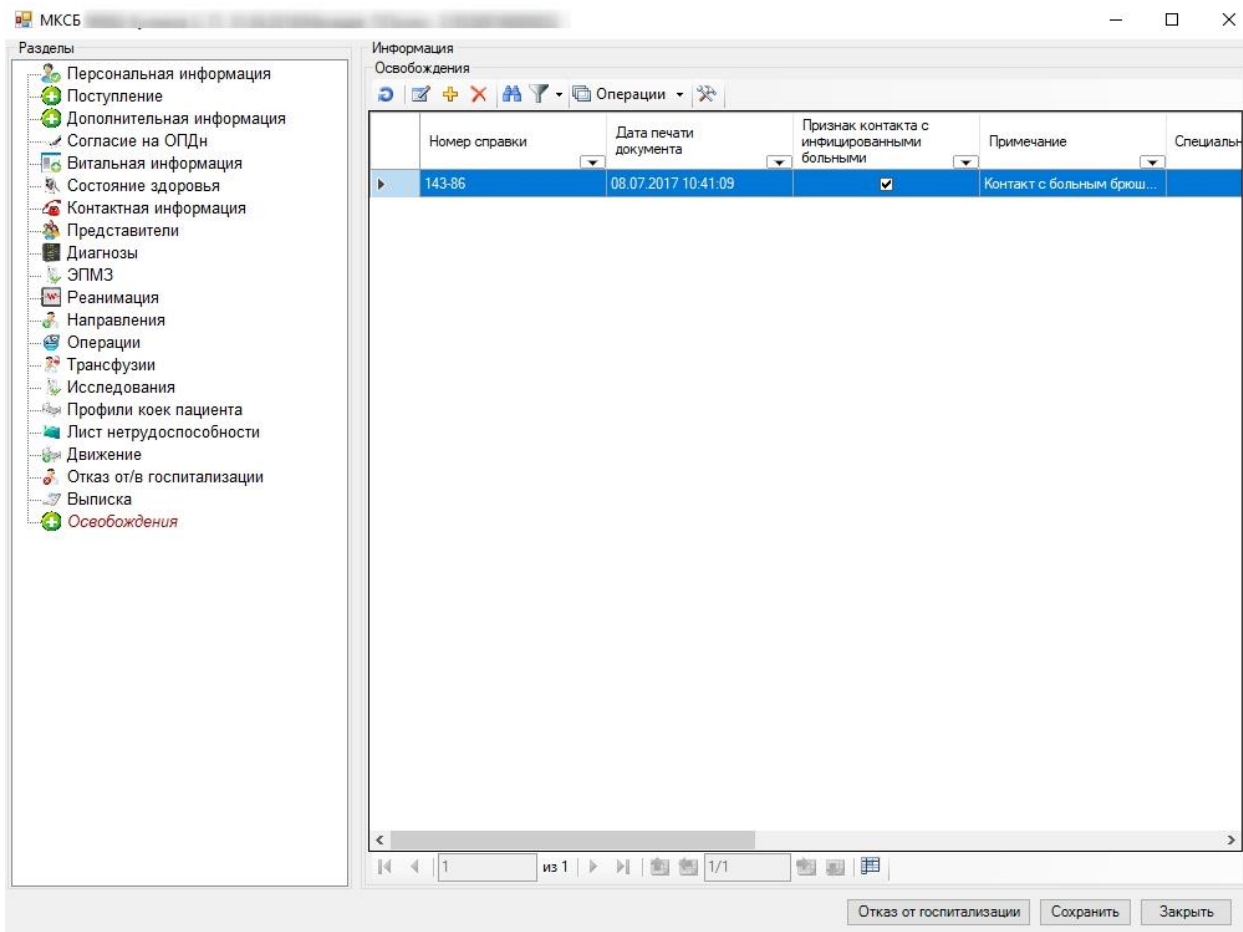 МКСБ
Разделы
Персональная информация
Поступление
Дополнительная информация
Согласие на ОПДн
Витальная информация
Состояние здоровья
Контактная информация
Представители
Диагнозы
ЭПМЗ
Реанимация
Направления
Операции
Трансфузии
Исследования
Профили коек пациента
Лист нетрудоспособности
Движение
Отказ от/в госпитализации
Выписка
Освобождения
Информация
Освобождения
Операции
Номер справки
Дата печати
документа
Признак контакта с
инфицированными
больными
Примечание
Специальн
143-86
08.07.2017 10:41:09
Контакт с больным брюш...
1
из 1
1/1
Отказ от госпитализации
Сохранить
Закрыть